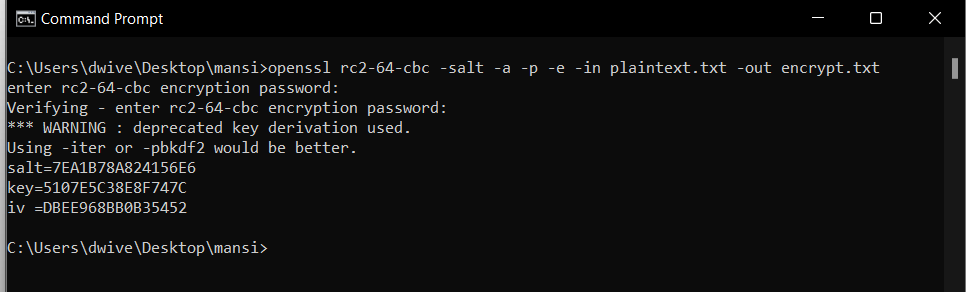 Command Prompt
C:\Users\dwive\Desktop\mansi>openssl rc2-64-cbc -salt -a -p -e -in plaintext.txt -out encrypt.txt
enter rc2-64-cbc encryption password:
Verifying - enter rc2-64-cbc encryption password:
*** WARNING : deprecated key derivation used.
Using -iter or -pbkdf2 would be better.
salt=7EA1B78A824156E6
key=5107E5C38E8F747C
iv =DBEE968BB0B35452
C:\Users\dwive\Desktop\mansi>